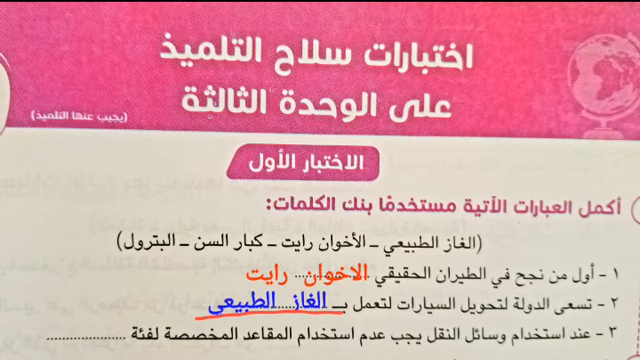 اختبارات سلاح التلميذ
على الوحدة الثالثة
(يجيب عنها التلميذ)
الاختبار الأول
أكمل العبارات الآتية مستخدمًا بنك الكلمات:
(الغاز الطبيعي – الأخوان رايت – كبار السن – البترول)
١ - أول من نجح في الطيران الحقيقي الاخوان رايت
٢ - تسعى الدولة لتحويل السيارات لتعمل بـ الغاز الطبيعى
٣ - عند استخدام وسائل النقل يجب عدم استخدام المقاعد المخصصة لفئة ....................